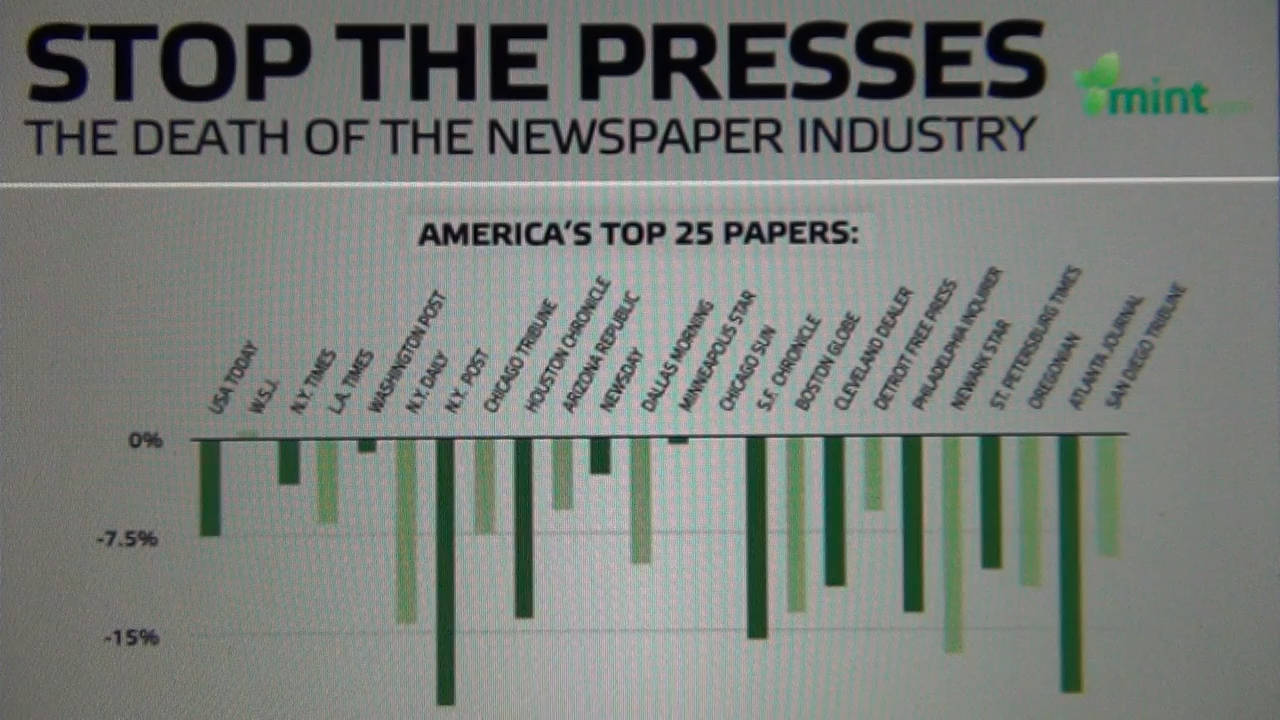 STOP THE PRESSES
mint
THE DEATH OF THE NEWSPAPER INDUSTRY
AMERICA'S TOP 25 PAPERS:
USA TODAY
W.S.J.
N.Y. TIMES
L.A. TIMES
WASHINGTON POST
N.Y. DAILY
N.Y. POST
CHICAGO TRIBUNE
HOUSTON CHRONICLE
ARIZONA REPUBLIC
NEWSDAY
DALLAS MORNING
MINNEAPOLIS STAR
CHICAGO SUN
S.F. CHRONICLE
BOSTON GLOBE
CLEVELAND DEALER
DETROIT FREE PRESS
PHILADELPHIA INQUIRER
NEWARK STAR
ST. PETERSBURG TIMES
OREGONIAN
ATLANTA JOURNAL
SAN DIEGO TRIBUNE
0%
-7.5%
-15%